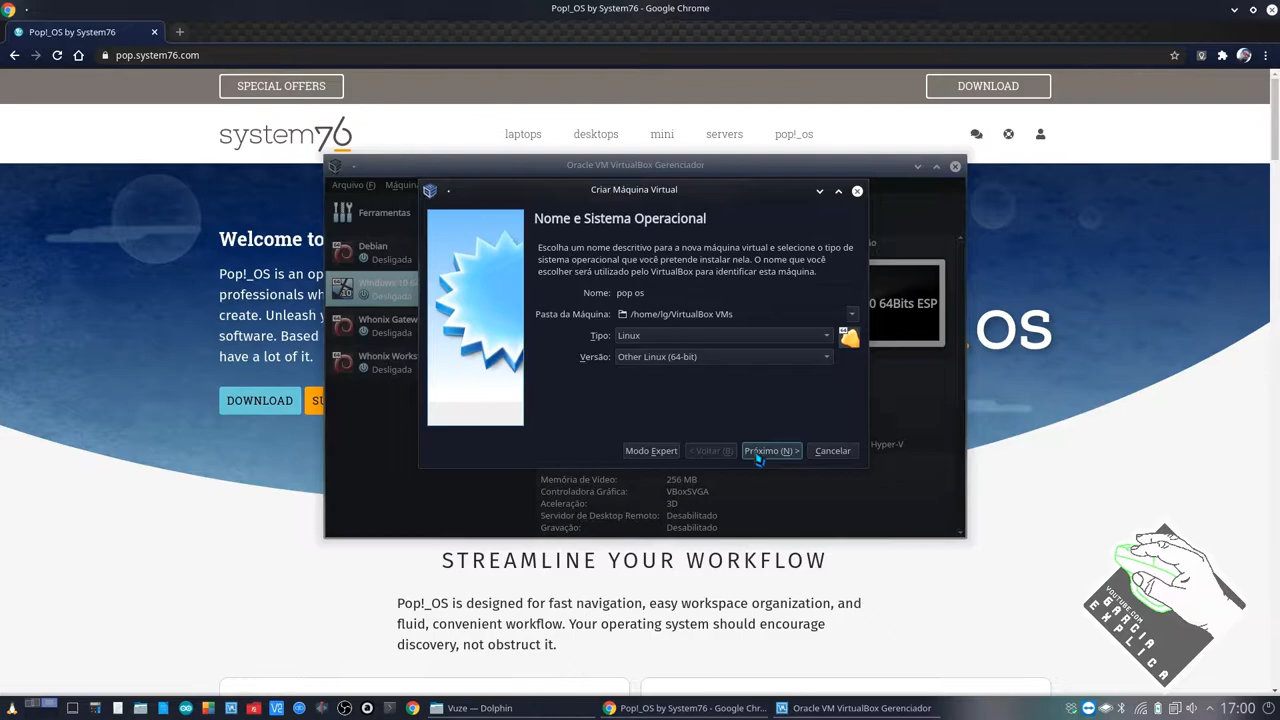 Pop!_OS by System76 - Google Chrome
Pop!_OS by System76
pop.system76.com
SPECIAL OFFERS
DOWNLOAD
system76
laptops
desktops
mini
servers
pop!_os
Oracle VM VirtualBox Gerenciador
Arquivo (F)
Ferramentas
Debian
Desligada
Windows 10 64
Desligada
Desligada
Desligada
Criar Máquina Virtual
Nome e Sistema Operacional
Escolha um nome descritivo para a nova máquina virtual e selecione o tipo de
sistema operacional que você pretende instalar nela. O nome que você
escolher será utilizado pelo VirtualBox para identificar esta máquina.
Nome: pop os
Pasta da Máquina: /home/lg/VirtualBox VMs
Tipo: Linux
Versão: Other Linux (64-bit)
Modo Expert
< Voltar (B)
Próximo (N) >
Cancelar
0 64Bits ESP
Hyper-V
Memória de Vídeo: 256 MB
Controladora Gráfica: VBoxSVGA
Aceleração: 3D
Servidor de Desktop Remoto: Desabilitado
Gravação: Desabilitado
Welcome to
Pop!_OS is an op
professionals wh
create. Unleash y
software. Based
have a lot of it.
DOWNLOAD
OS
STREAMLINE YOUR WORKFLOW
Pop!_OS is designed for fast navigation, easy workspace organization, and
fluid, convenient workflow. Your operating system should encourage
discovery, not obstruct it.
YOUTUBE.COM
EGARCIA
EXPLICA
Vuze — Dolphin
Pop!_OS by System76 - Google Chr...
Oracle VM VirtualBox Gerenciador
17:00